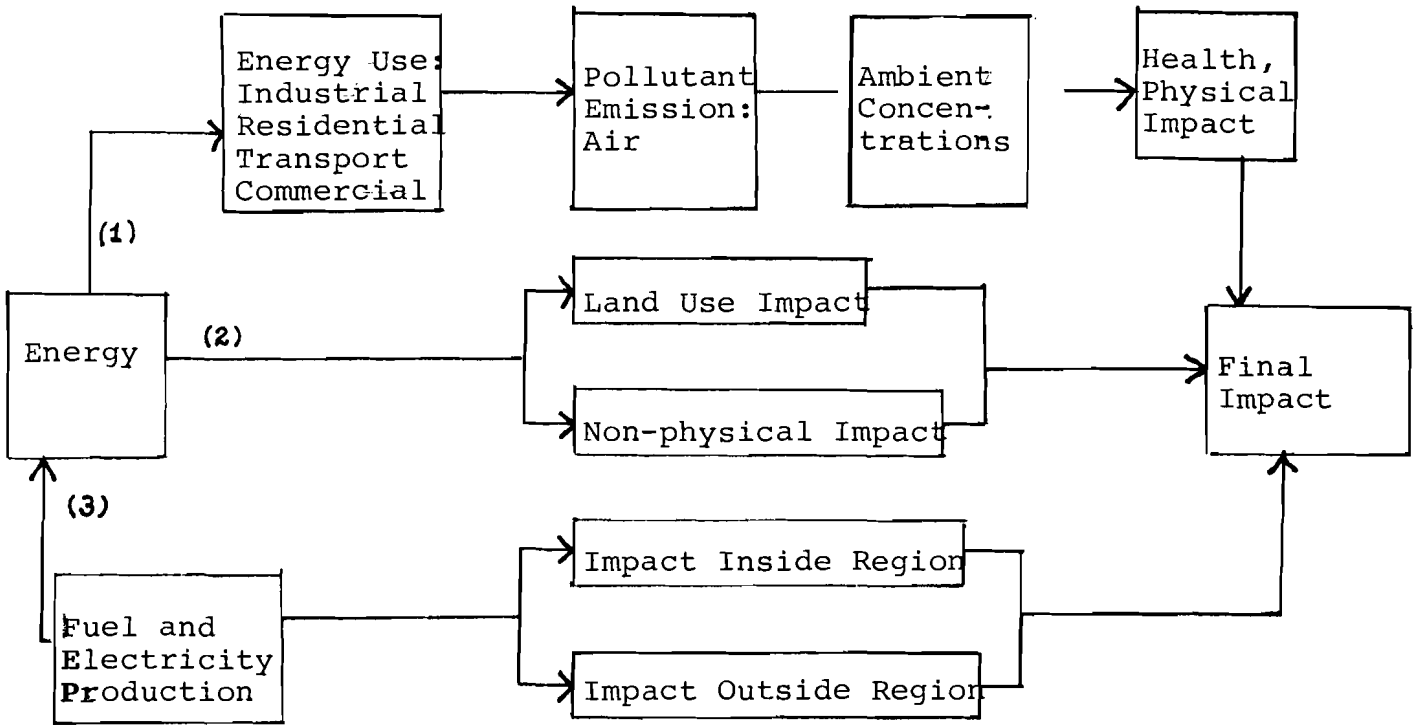 Energy Use:
Industrial
Residential
Transport
Commercial
Pollutant
Emission:
Air
Ambient
Concen-
trations
Health,
Physical
Impact
(1)
Energy
(2)
Land Use Impact
Non-physical Impact
Final
Impact
(3)
Fuel and
Electricity
Production
Impact Inside Region
Impact Outside Region